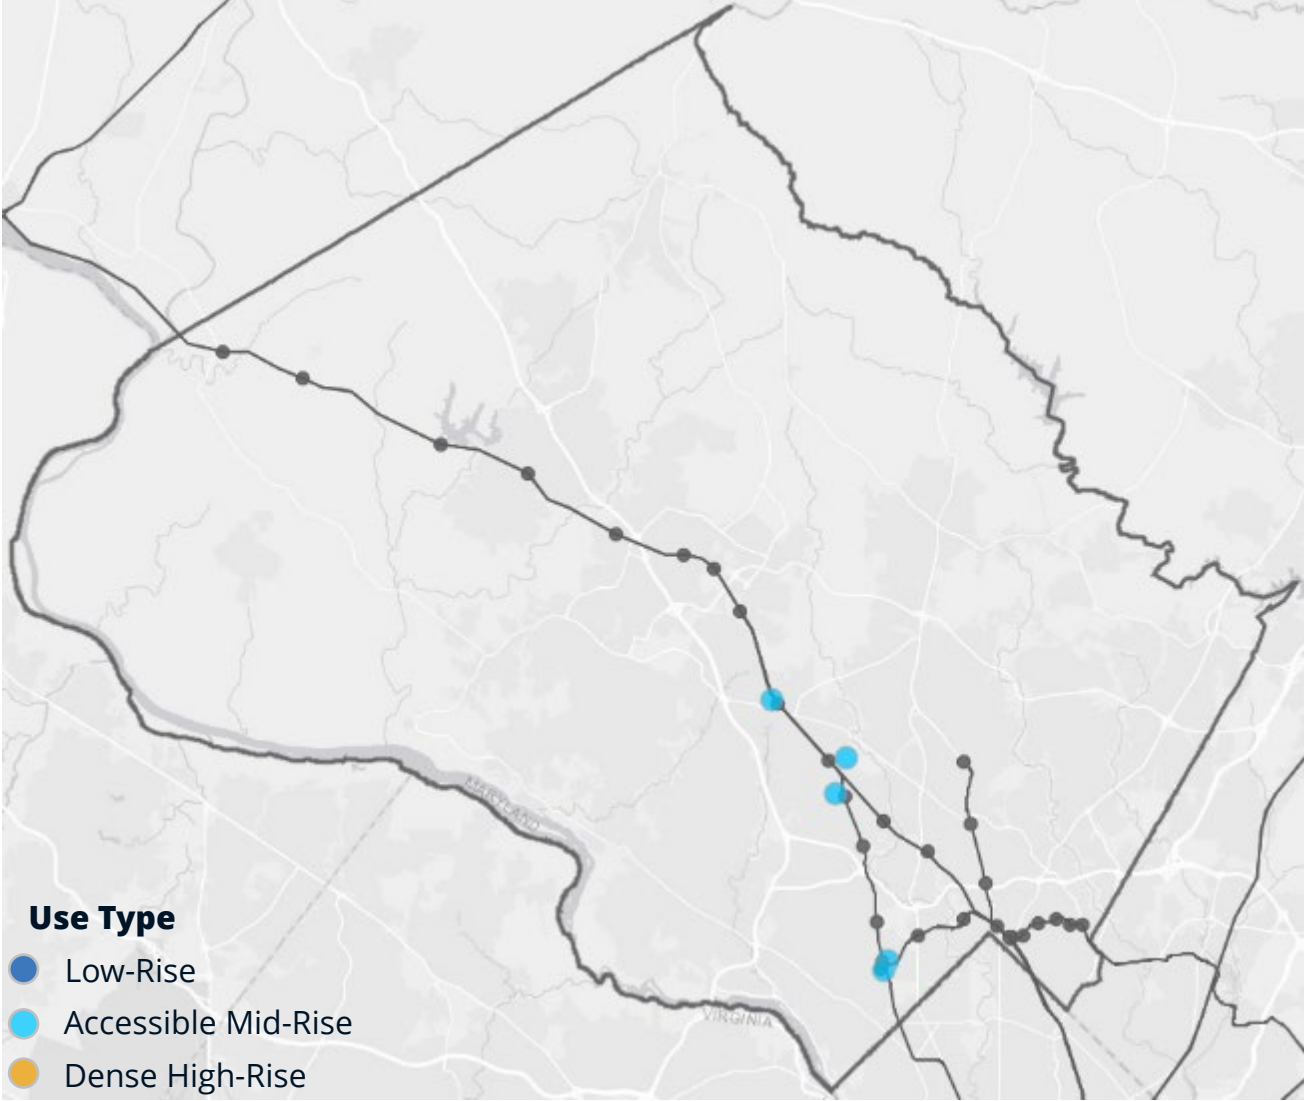 MARYLAND
Use Type
Low-Rise
Accessible Mid-Rise
VIRGINIA
Dense High-Rise